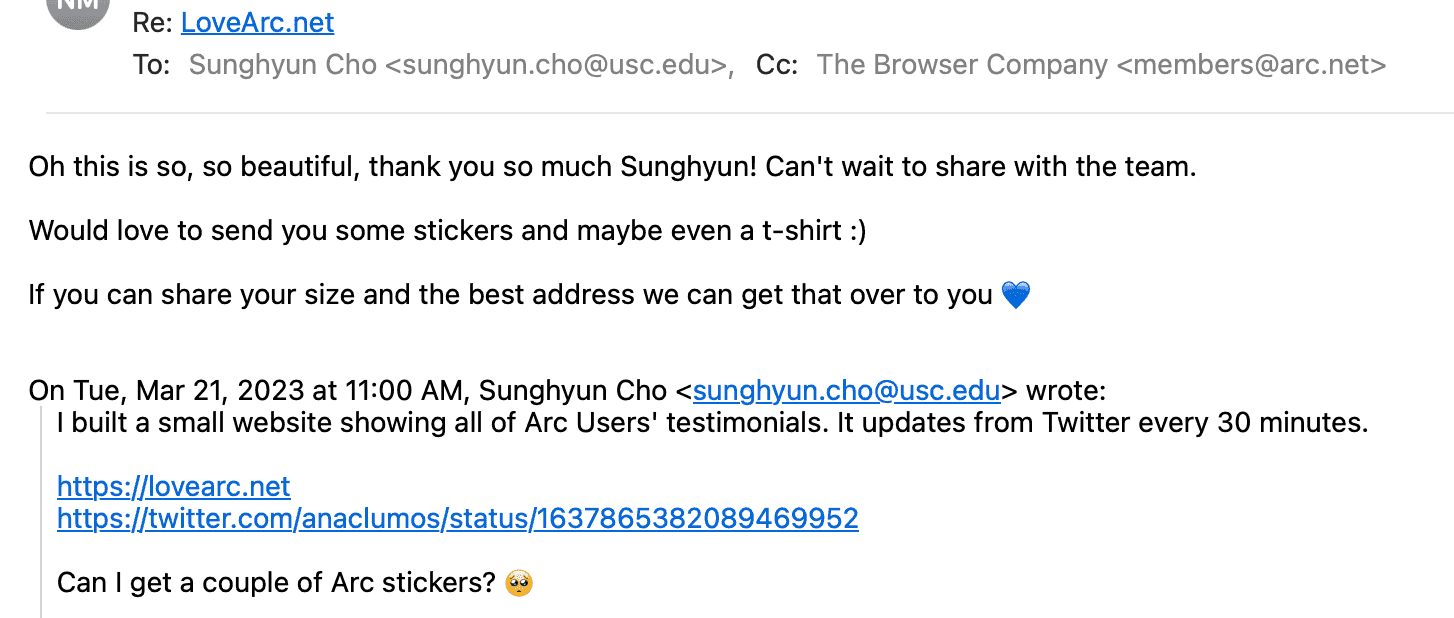 NM
Re: LoveArc.net
To: Sunghyun Cho <sunghyun.cho@usc.edu>, Cc: The Browser Company <members@arc.net>
Oh this is so, so beautiful, thank you so much Sunghyun! Can't wait to share with the team.
Would love to send you some stickers and maybe even a t-shirt :)
If you can share your size and the best address we can get that over to you 💙
On Tue, Mar 21, 2023 at 11:00 AM, Sunghyun Cho <sunghyun.cho@usc.edu> wrote:
I built a small website showing all of Arc Users' testimonials. It updates from Twitter every 30 minutes.
https://lovearc.net
https://twitter.com/anaclumos/status/1637865382089469952
Can I get a couple of Arc stickers? 🥺